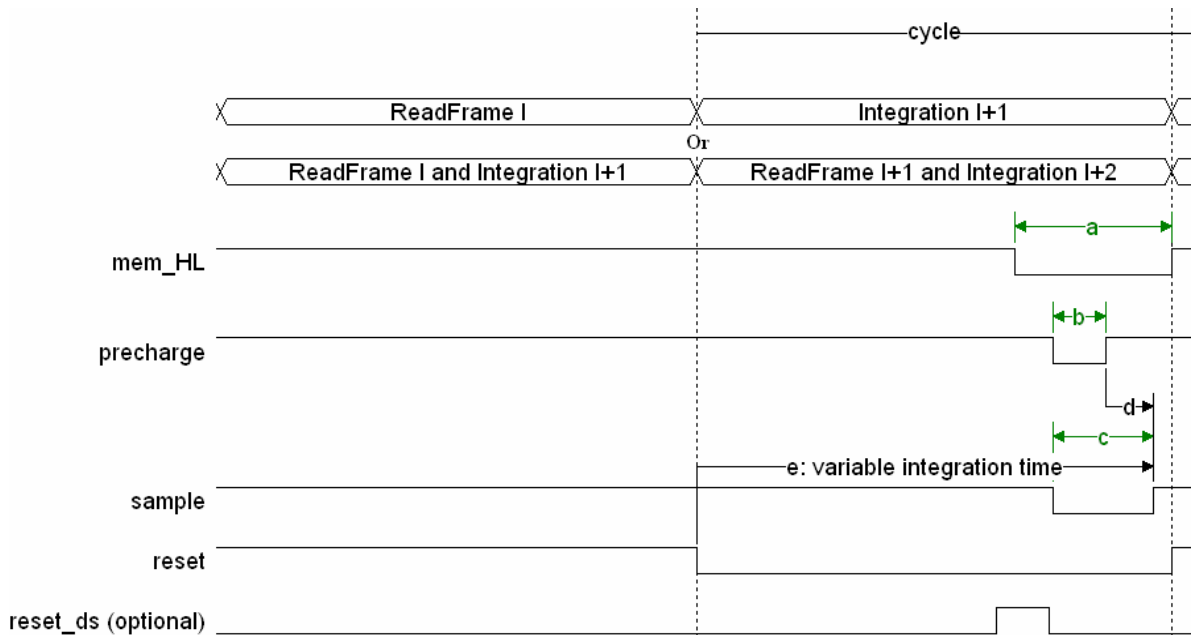 cycle
ReadFrame I
Integration I+1
Or
ReadFrame I and Integration I+1
ReadFrame I+1 and Integration I+2
a
mem_HL
b
precharge
d
c
e: variable integration time
sample
reset
reset_ds (optional)